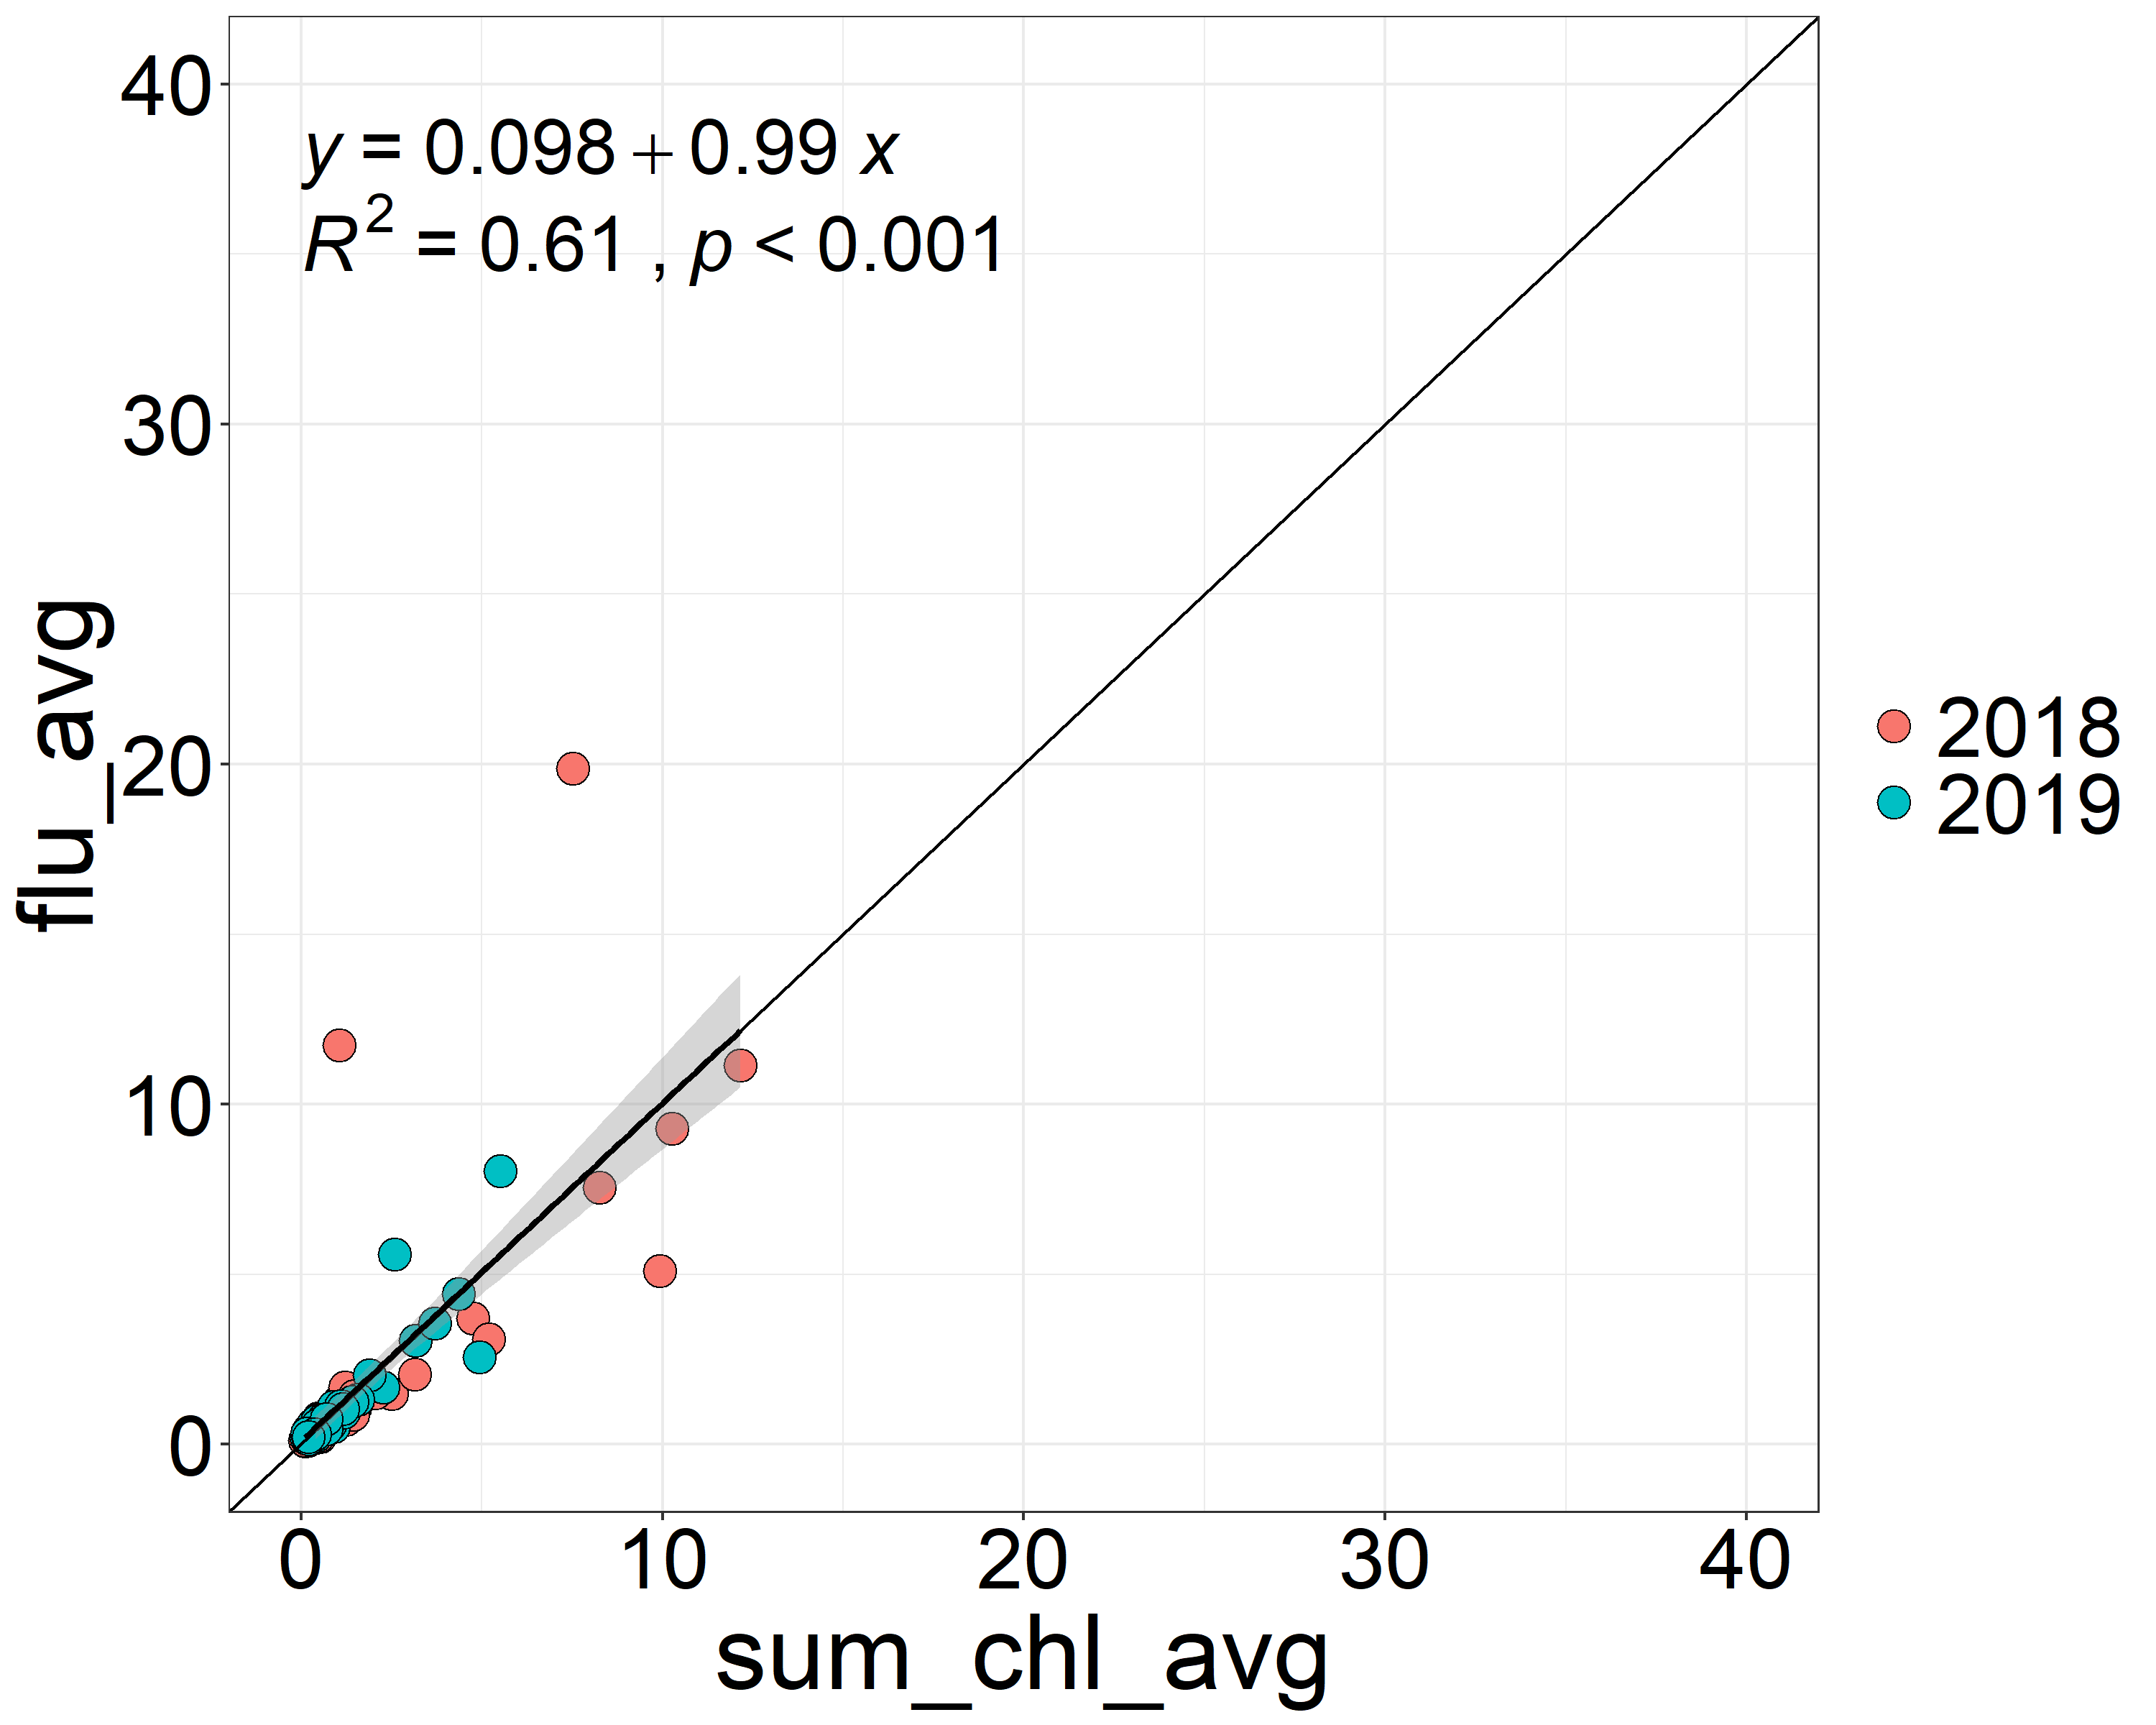 y = 0.098 + 0.99 x
R² = 0.61 , p < 0.001
40
30
20
10
0
flu_avg
0 10 20 30 40
sum_chl_avg
2018
2019